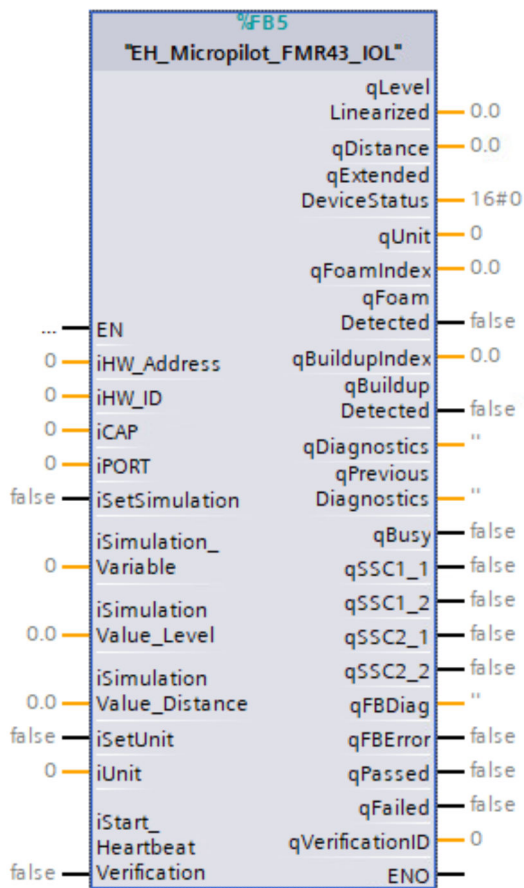 %FB5
"EH_Micropilot_FMR43_IOL"
qLevel
Linearized 0.0
qDistance 0.0
qExtended
DeviceStatus 16#0
qUnit 0
qFoamIndex 0.0
qFoam
... EN Detected false
0 iHW_Address qBuildupIndex 0.0
qBuildup
0 iHW_ID Detected false
0 iCAP qDiagnostics ''
0 iPORT qPrevious
false iSetSimulation Diagnostics ''
iSimulation_ qBusy false
0 Variable qSSC1_1 false
iSimulation qSSC1_2 false
0.0 Value_Level qSSC2_1 false
iSimulation qSSC2_2 false
0.0 Value_Distance qFBDiag ''
false iSetUnit qFBError false
0 iUnit qPassed false
iStart_ qFailed false
Heartbeat qVerificationID 0
false Verification ENO